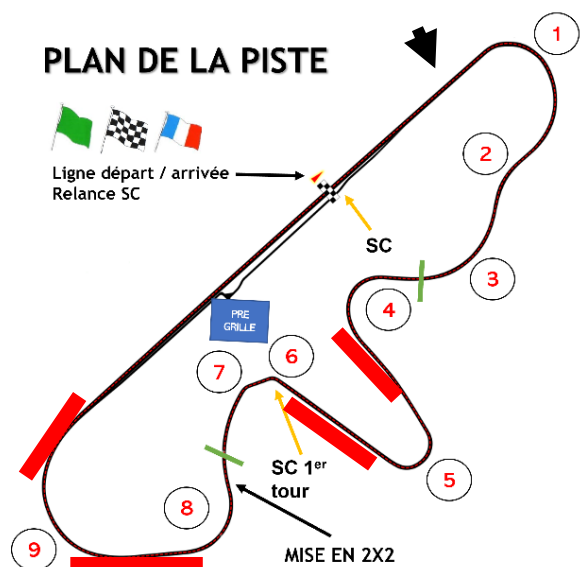 PLAN DE LA PISTE
1
2
Ligne départ / arrivée
Relance SC
SC
3
4
PRE
GRILLE
6
7
5
SC 1er
tour
8
9
MISE EN 2X2